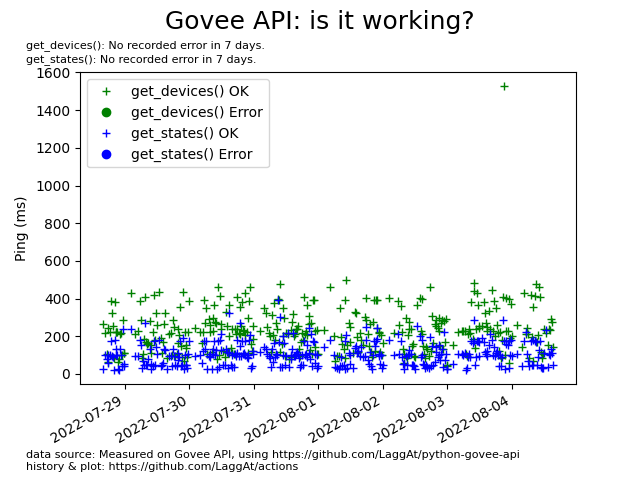 Govee API: is it working?
get_devices(): No recorded error in 7 days.
get_states(): No recorded error in 7 days.
1600
1400
1200
1000
800
600
400
200
0
Ping (ms)
get_devices() OK
get_devices() Error
get_states() OK
get_states() Error
2022-07-29
2022-07-30
2022-07-31
2022-08-01
2022-08-02
2022-08-03
2022-08-04
data source: Measured on Govee API, using https://github.com/LaggAt/python-govee-api
history & plot: https://github.com/LaggAt/actions